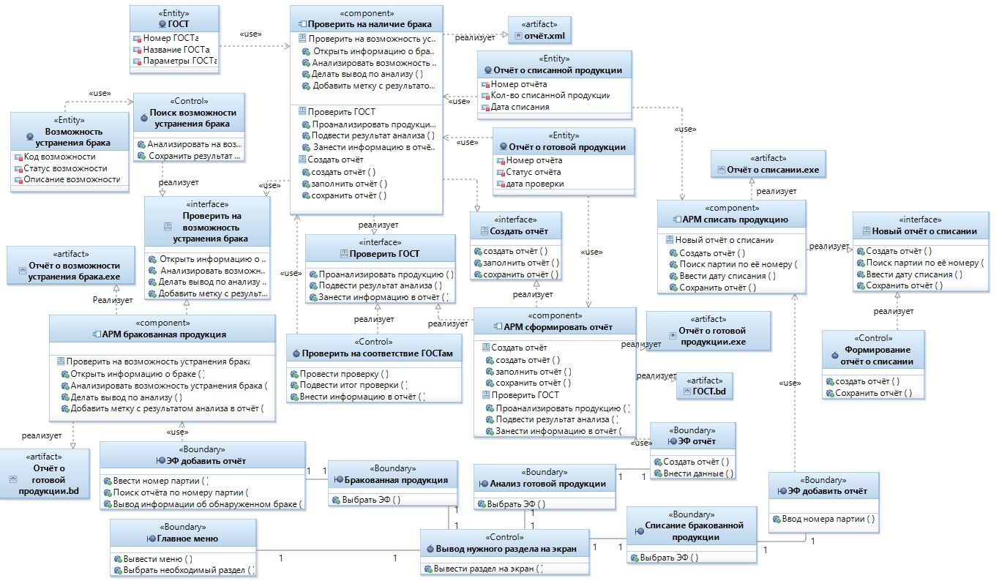 «Entity»
ГОСТ
Номер ГОСТа
Название ГОСТа
Параметры ГОСТа
«use»
«component»
Проверить на наличие брака
Проверить на возможность ус...
Открыть информацию о бра..
Анализировать возможность ..
Делать вывод по анализу ( )
Добавить метку с результато..
Проверить ГОСТ
Проанализировать продукци...
Подвести результат анализа ( )
Занести информацию в отчё..
Создать отчёт
создать отчёт ( )
заполнить отчёт ( )
сохранить отчёт ( )
реализует
«artifact»
отчёт.xml
«Entity»
Отчёт о списанной продукции
Номер отчёта
Кол-во списанной продукции
Дата списания
«use»
«use»
«Entity»
Отчёт о готовой продукции
Номер отчёта
Статус отчёта
дата проверки
«use»
«use»
«Control»
Поиск возможности
устранения брака
Анализировать на воз...
Сохранить результат ...
«Entity»
Возможность
устранения брака
Код возможности
Статус возможности
Описание возможности
реализует
«use»
«interface»
Проверить на
возможность
устранения брака
Открыть информацию о ..
Анализировать возможн..
Делать вывод по анализу ..
Добавить метку с результ...
«artifact»
Отчёт о списании.exe
реализует
«component»
АРМ списать продукцию
Новый отчёт о списании
Создать отчёт ( )
Поиск партии по её номеру (
Ввести дату списания ( )
Сохранить отчёт ( )
реализует
«interface»
Новый отчёт о списании
Создать отчёт ( )
Поиск партии по её номеру (
Ввести дату списания ( )
Сохранить отчёт ( )
реализует
«interface»
Создать отчёт
создать отчёт ( )
заполнить отчёт ( )
сохранить отчёт ( )
«use»
реализует
реализует
«interface»
Проверить ГОСТ
Проанализировать продукцию ( )
Подвести результат анализа ( )
Занести информацию в отчёт ( )
«use»
реализует
реализует
«artifact»
Отчёт о возможности
устранения брака.exe
Реализует
«component»
АРМ бракованная продукция
Проверить на возможность устранения брака
Открыть информацию о браке ( )
Анализировать возможность устранения брака (
Делать вывод по анализу ( )
Добавить метку с результатом анализа в отчёт (
«Control»
Проверить на соответствие ГОСТам
Провести проверку ( )
Подвести итог проверки ( )
Внести информацию в отчёт ( )
«component»
АРМ сформировать отчёт
Создать отчёт
создать отчёт ( )
заполнить отчёт ( )
сохранить отчёт ( )
Проверить ГОСТ
Проанализировать продукцию ( )
Подвести результат анализа ( )
Занести информацию в отчёт (
реализует
«artifact»
Отчёт о готовой
продукции.exe
реализует
«artifact»
ГОСТ.bd
«use»
«Control»
Формирование
отчёт о списании
создать отчёт ( )
Сохранить отчёт ( )
реализует
«use»
«artifact»
Отчёт о
готовой
продукции.bd
«Boundary»
ЭФ добавить отчёт
Ввести номер партии ( )
Поиск отчёта по номеру партии (
Вывод информации об обнаруженном браке (
1
1
«Boundary»
Бракованная продукция
Выбрать ЭФ ( )
«Boundary»
Анализ готовой продукции
Выбрать ЭФ ( )
1
1
«use»
«Boundary»
ЭФ отчёт
Создать отчёт ( )
Внести данные ( )
«Boundary»
ЭФ добавить отчёт
Ввод номера партии ( )
1
1
1
1
«Boundary»
Главное меню
Вывести меню ( )
Выбрать необходимый раздел ( )
1
1
«Control»
Вывод нужного раздела на экран
Вывести раздел на экран ( )
1
1
«Boundary»
Списание бракованной
продукции
Выбрать ЭФ ( )
1
1